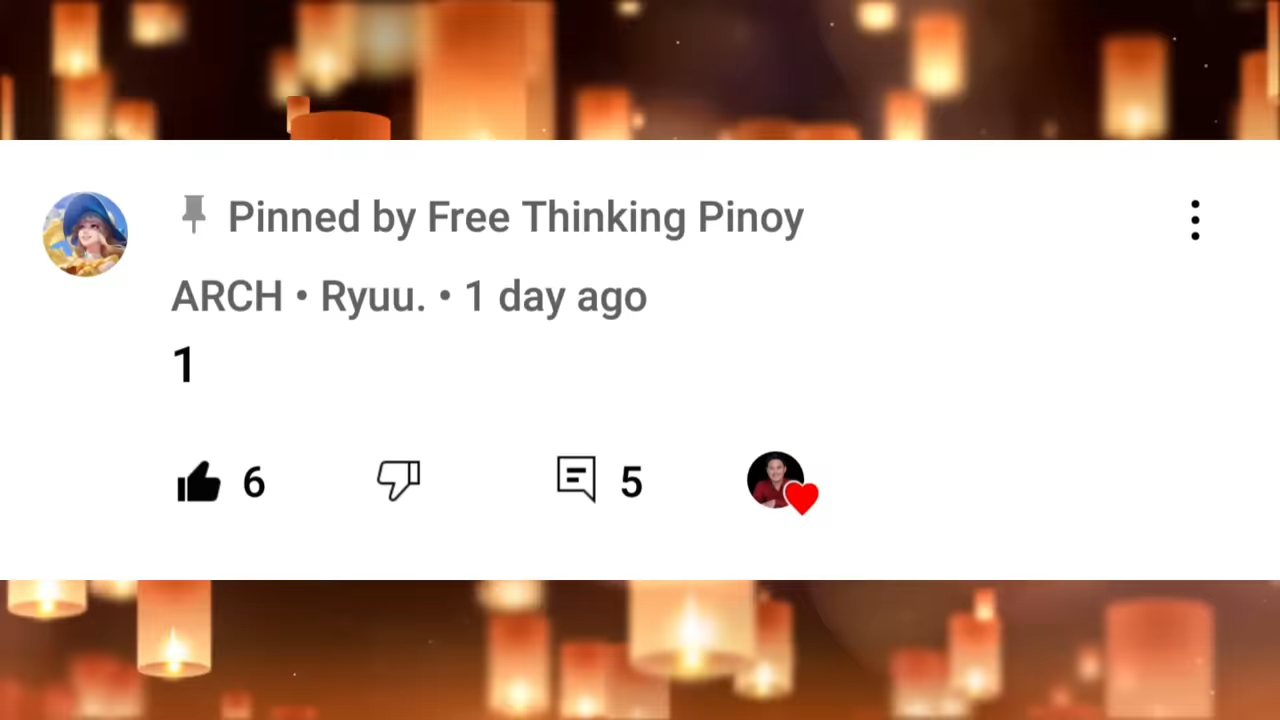 Pinned by Free Thinking Pinoy
ARCH • Ryuu. • 1 day ago
1
6 5